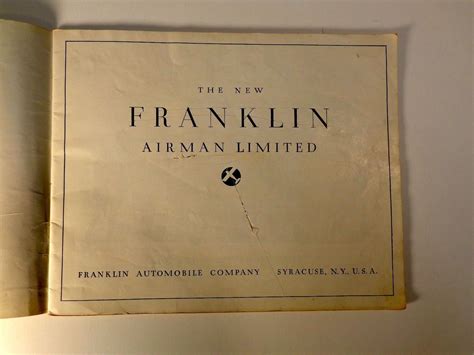 THE NEW
FRANKLIN
AIRMAN LIMITED
FRANKLIN AUTOMOBILE COMPANY SYRACUSE, N.Y., U.S.A.